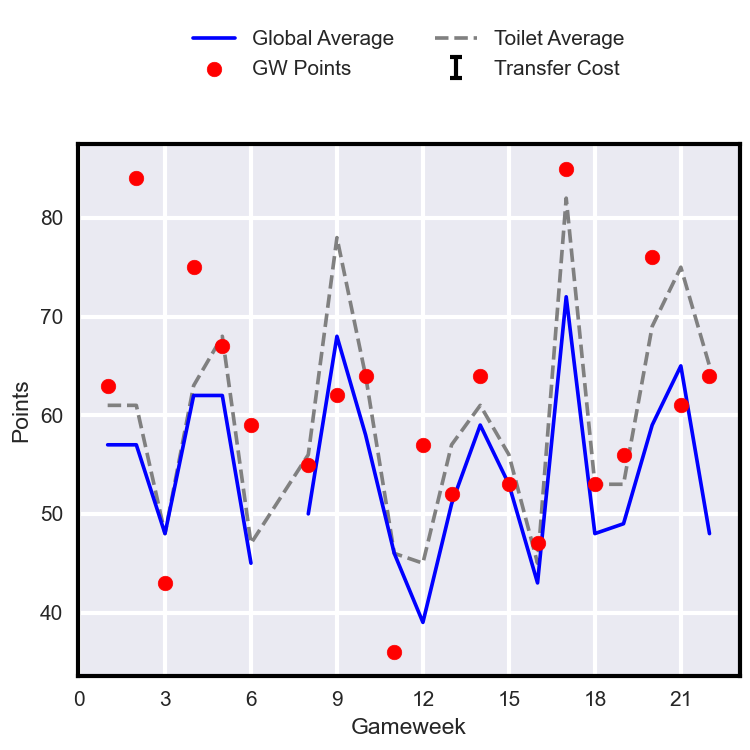 Global Average
Toilet Average
GW Points
Transfer Cost
80
70
60
50
40
Points
0 3 6 9 12 15 18 21
Gameweek